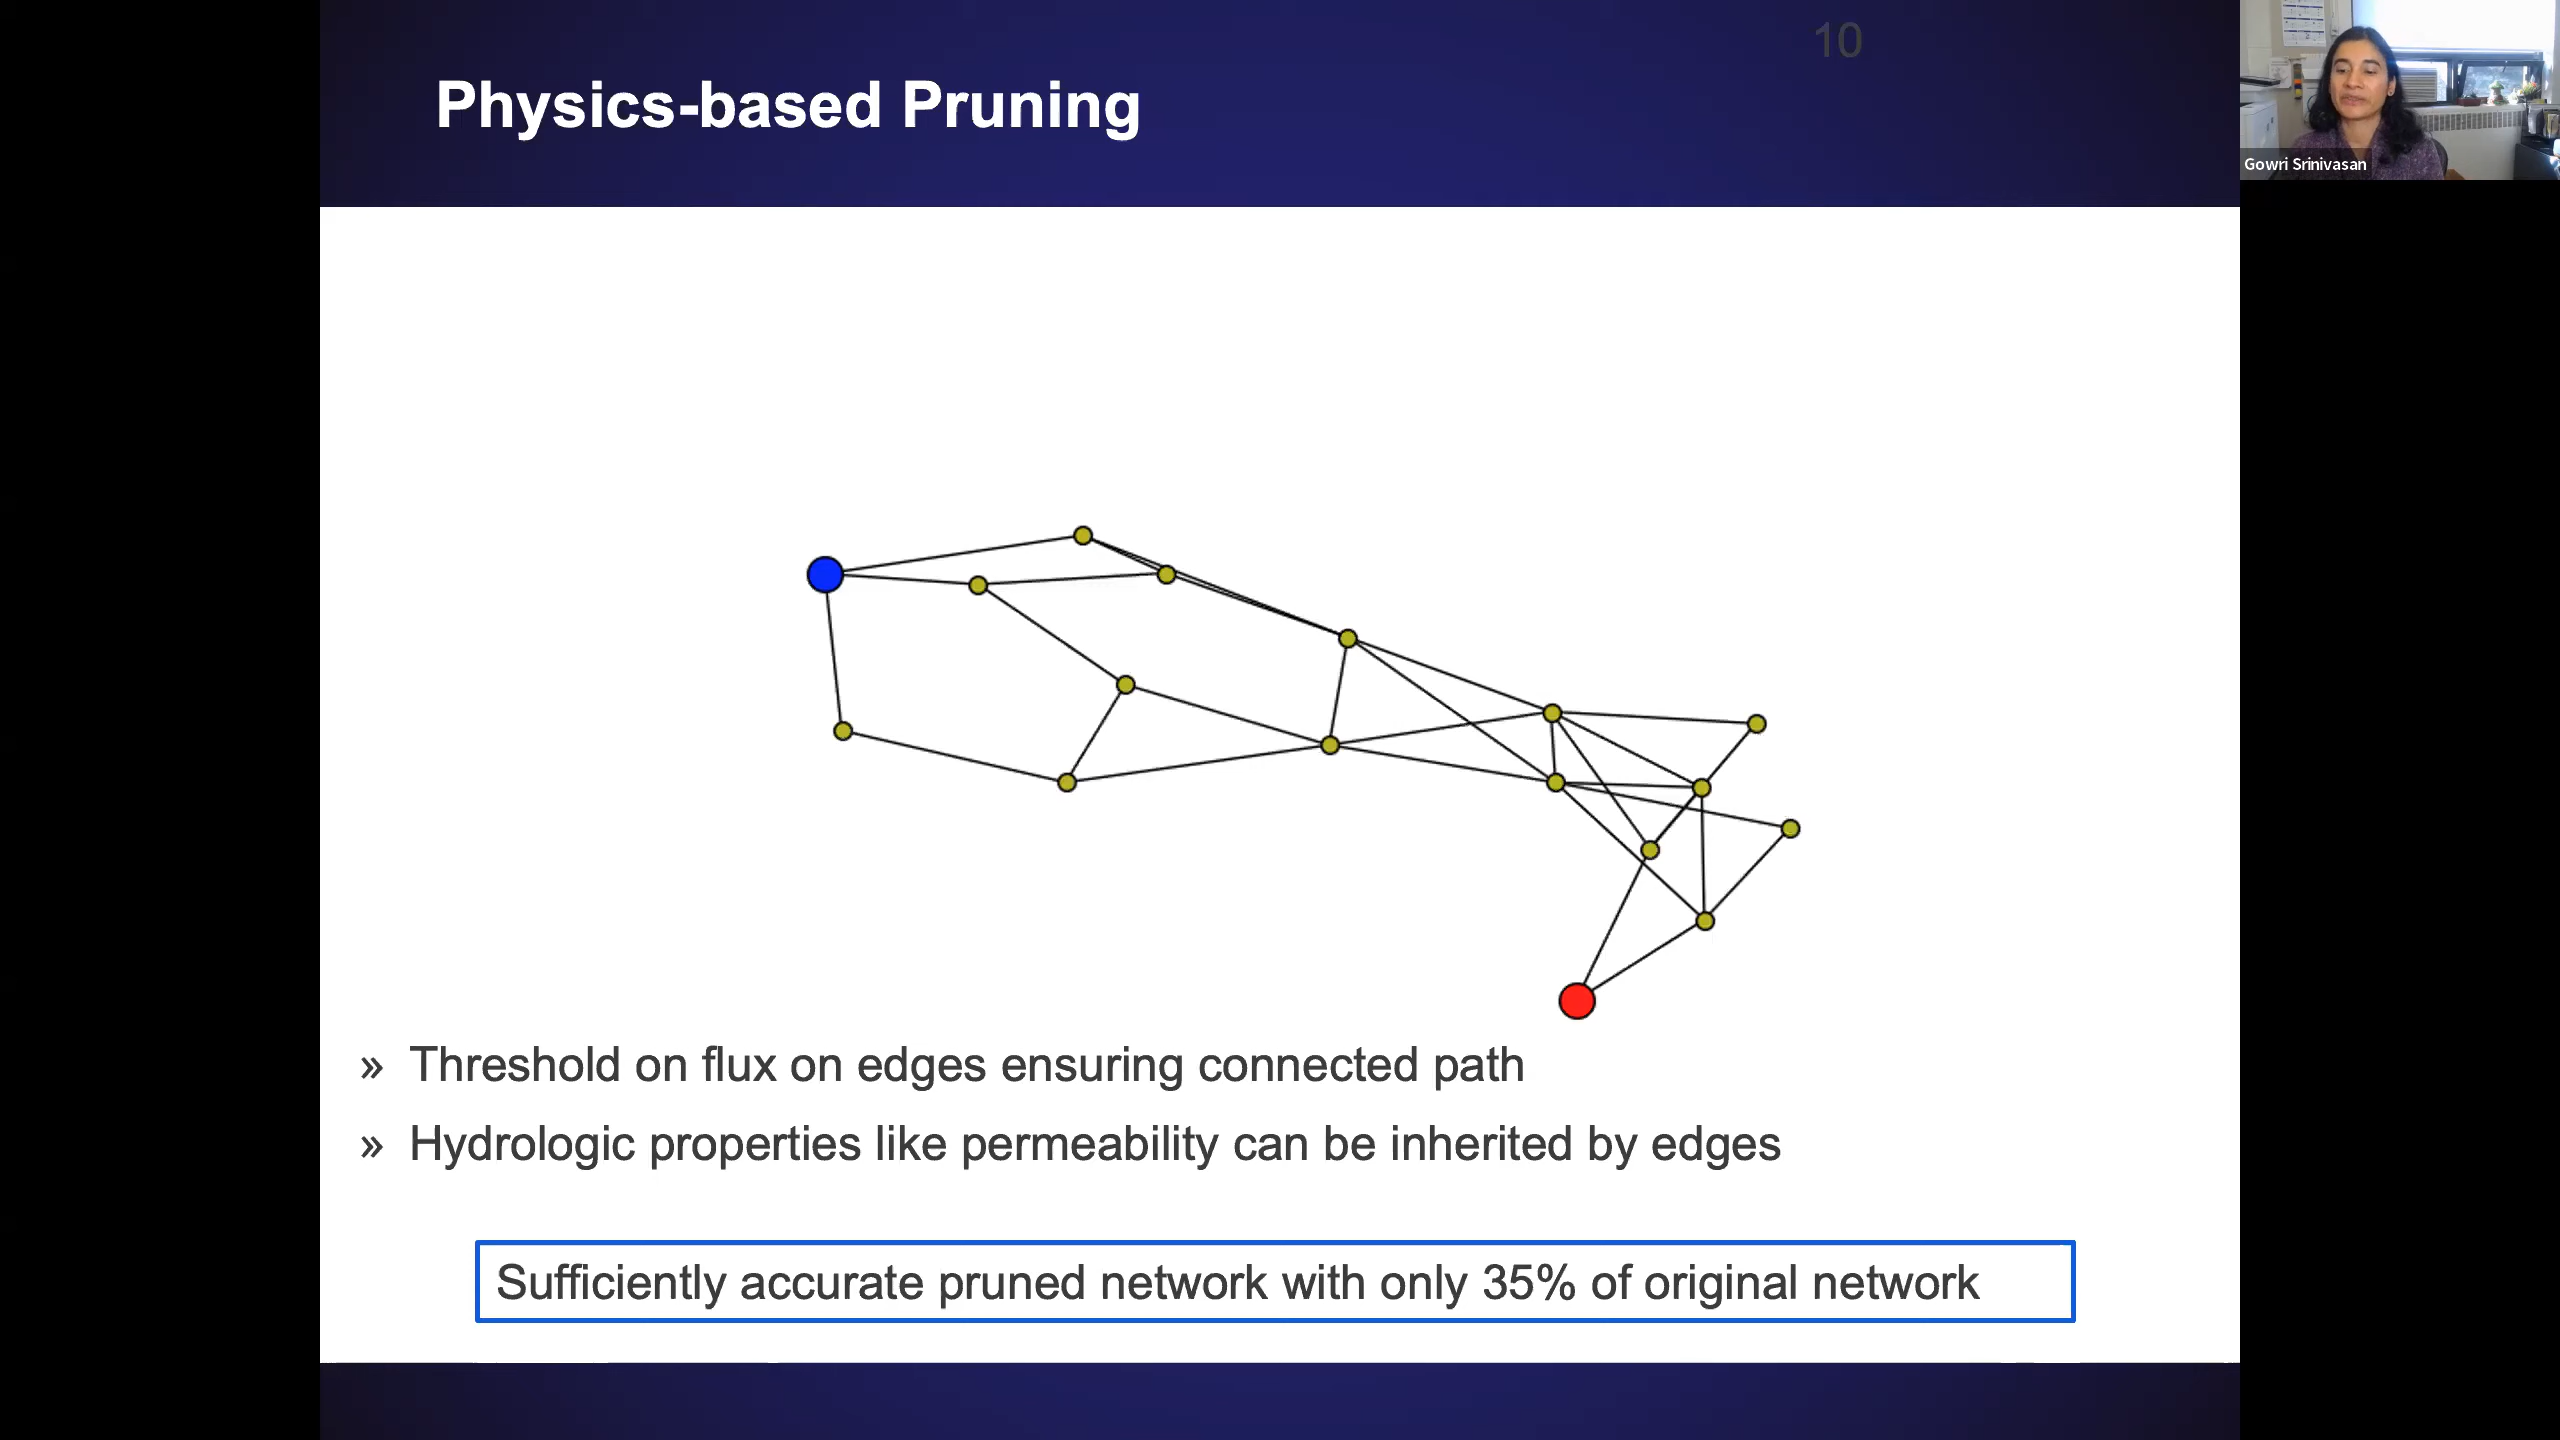 10
Physics-based Pruning
Gowri Srinivasan
» Threshold on flux on edges ensuring connected path
» Hydrologic properties like permeability can be inherited by edges
Sufficiently accurate pruned network with only 35% of original network